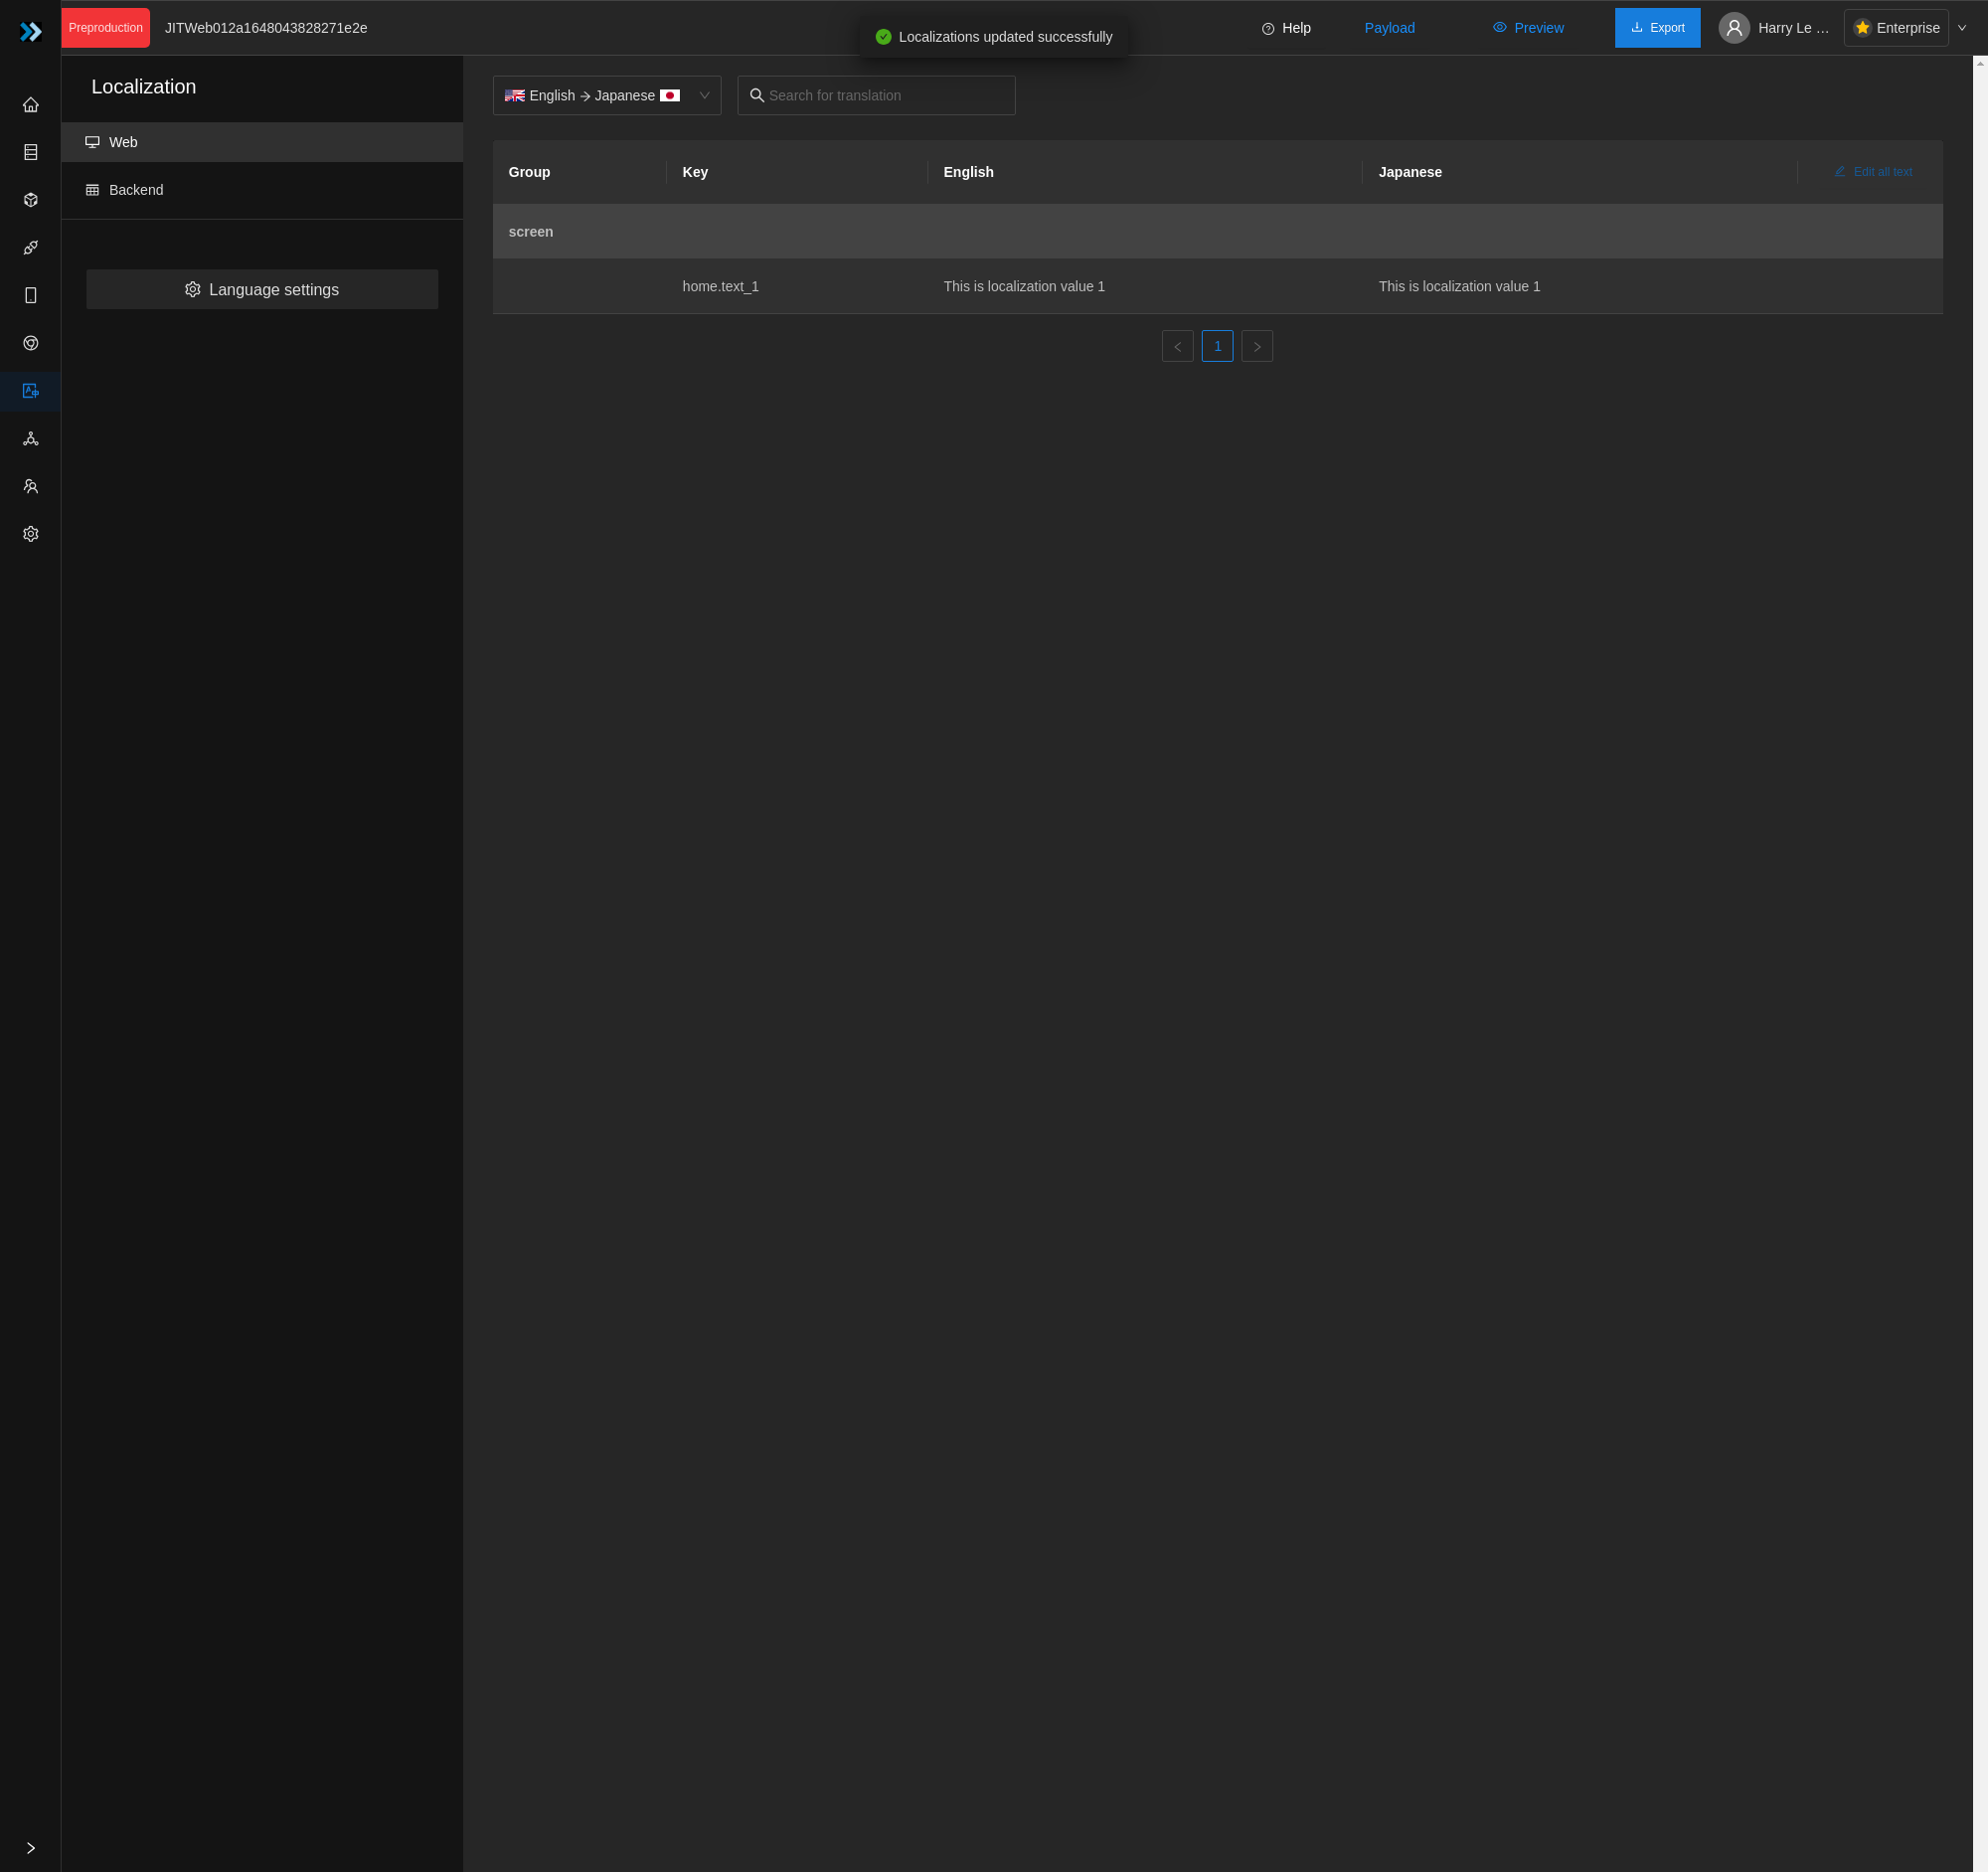 Preproduction
JITWeb012a1648043828271e2e
Localizations updated successfully
Help
Payload
Preview
Export
Harry Le ...
Enterprise
Localization
Web
Backend
Language settings
English → Japanese
Search for translation
Group Key English Japanese Edit all text
screen
home.text_1 This is localization value 1 This is localization value 1
1